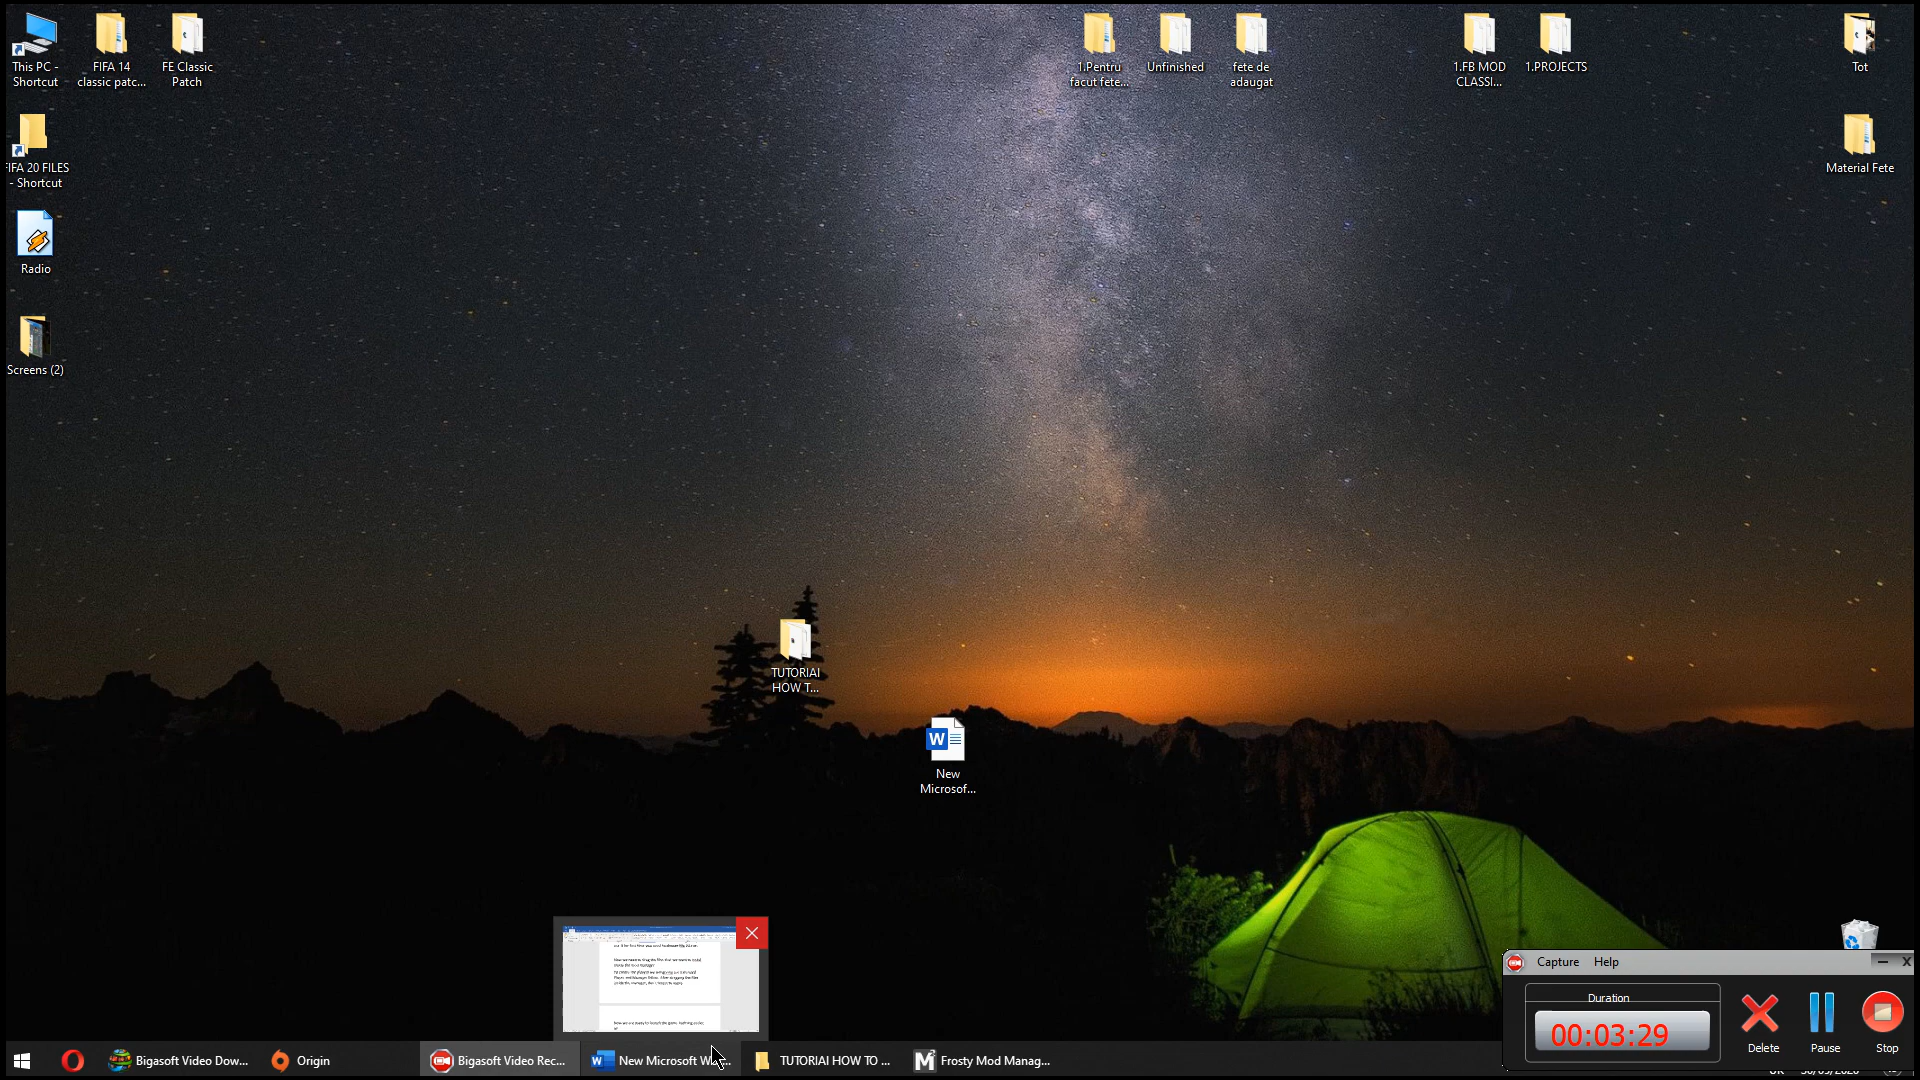 This PC -
Shortcut
FIFA 14
classic patc...
FE Classic
Patch
1.Pentru
facut fete...
Unfinished
fete de
adaugat
1.FB MOD
CLASSI...
1.PROJECTS
Tot
FIFA 20 FILES
- Shortcut
Material Fete
Radio
Screens (2)
TUTORIAl
HOW T...
W
New
Microsof...
Capture Help
Duration
00:03:29
Delete
Pause
Stop
Bigasoft Video Dow...
Origin
Bigasoft Video Rec...
New Microsoft W...
TUTORIAl HOW TO ...
Frosty Mod Manag...